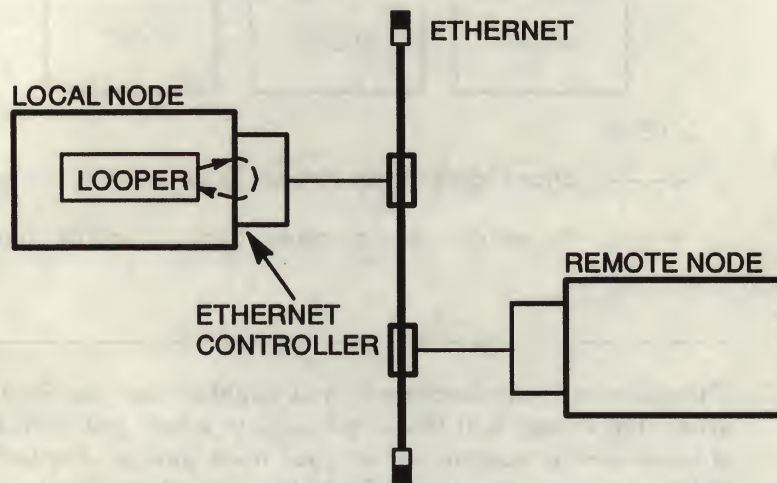 ETHERNET
LOCAL NODE
LOOPER
REMOTE NODE
ETHERNET
CONTROLLER